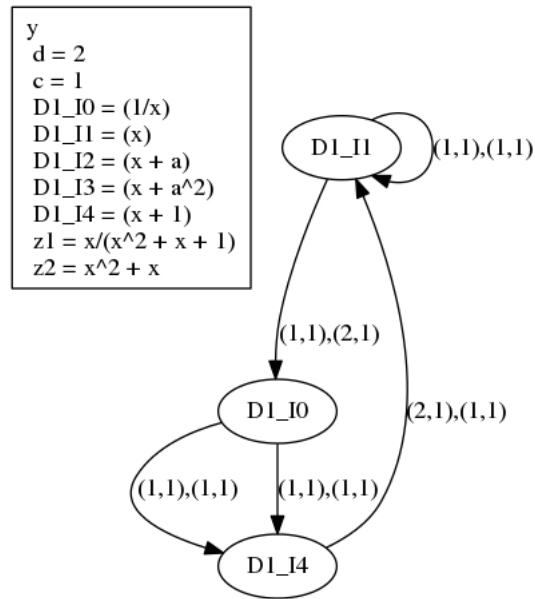 y
d = 2
c = 1
D1_I0 = (1/x)
D1_I1 = (x)
D1_I2 = (x + a)
D1_I3 = (x + a^2)
D1_I4 = (x + 1)
z1 = x/(x^2 + x + 1)
z2 = x^2 + x
D1_I1
(1,1),(1,1)
(1,1),(2,1)
D1_I0
(2,1),(1,1)
(1,1),(1,1)
(1,1),(1,1)
D1_I4